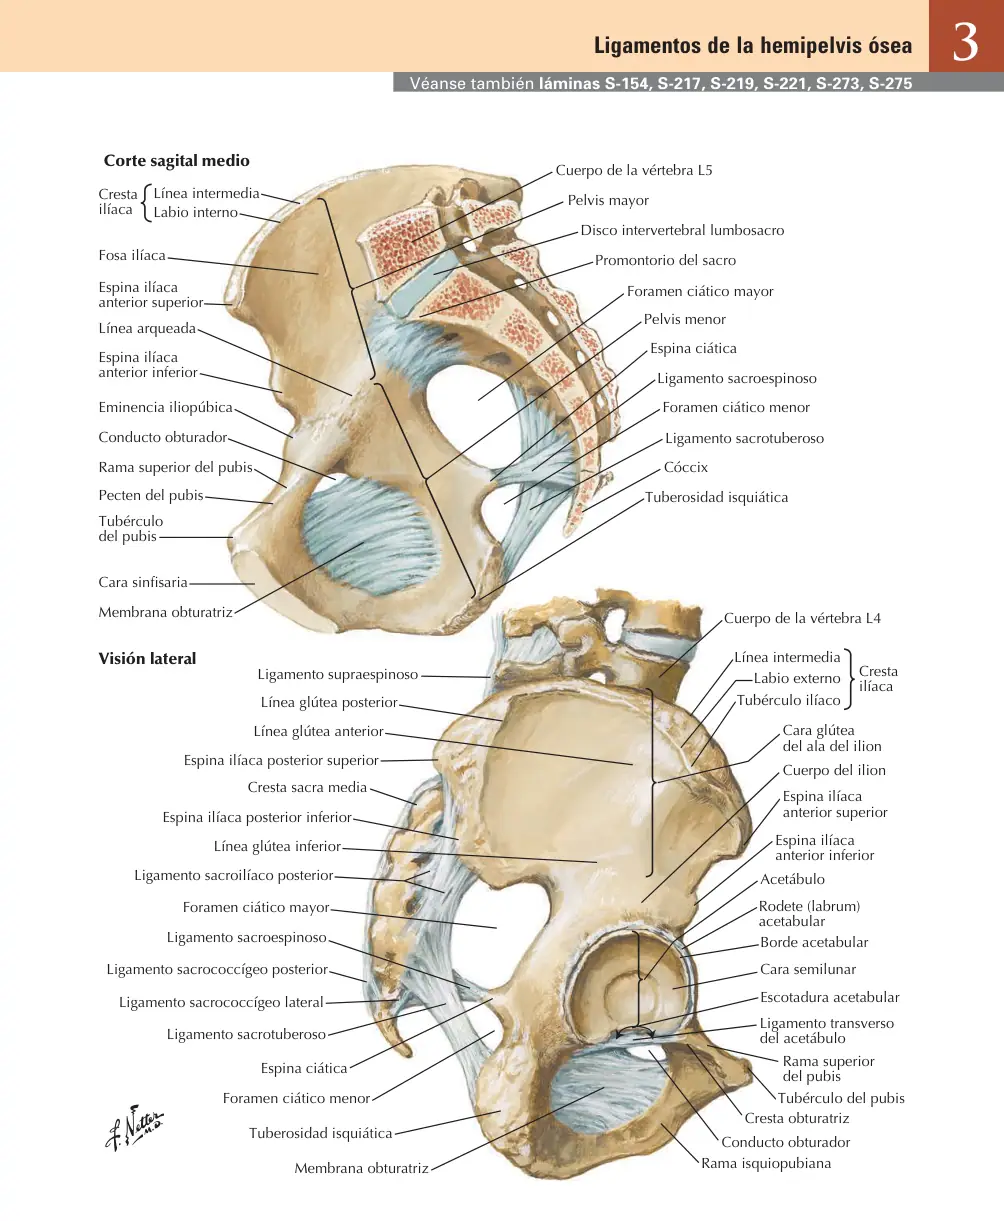 Ligamentos de la hemipelvis ósea
3
Véanse también láminas S-154, S-217, S-219, S-221, S-273, S-275
Corte sagital medio
Cresta
ilíaca
Línea intermedia
Labio interno
Fosa ilíaca
Espina ilíaca
anterior superior
Línea arqueada
Espina ilíaca
anterior inferior
Eminencia iliopúbica
Conducto obturador
Rama superior del pubis
Pecten del pubis
Tubérculo
del pubis
Cara sinfisaria
Membrana obturatriz
Cuerpo de la vértebra L5
Pelvis mayor
Disco intervertebral lumbosacro
Promontorio del sacro
Foramen ciático mayor
Pelvis menor
Espina ciática
Ligamento sacroespinoso
Foramen ciático menor
Ligamento sacrotuberoso
Cóccix
Tuberosidad isquiática
Visión lateral
Ligamento supraespinoso
Línea glútea posterior
Línea glútea anterior
Espina ilíaca posterior superior
Cresta sacra media
Espina ilíaca posterior inferior
Línea glútea inferior
Ligamento sacroilíaco posterior
Foramen ciático mayor
Ligamento sacroespinoso
Ligamento sacrococcígeo posterior
Ligamento sacrococcígeo lateral
Ligamento sacrotuberoso
Espina ciática
Foramen ciático menor
Tuberosidad isquiática
Membrana obturatriz
Cuerpo de la vértebra L4
Línea intermedia
Labio externo
Tubérculo ilíaco
Cresta
ilíaca
Cara glútea
del ala del ilion
Cuerpo del ilion
Espina ilíaca
anterior superior
Espina ilíaca
anterior inferior
Acetábulo
Rodete (labrum)
acetabular
Borde acetabular
Cara semilunar
Escotadura acetabular
Ligamento transverso
del acetábulo
Rama superior
del pubis
Tubérculo del pubis
Cresta obturatriz
Conducto obturador
Rama isquiopubiana
F. Netter
M.D.